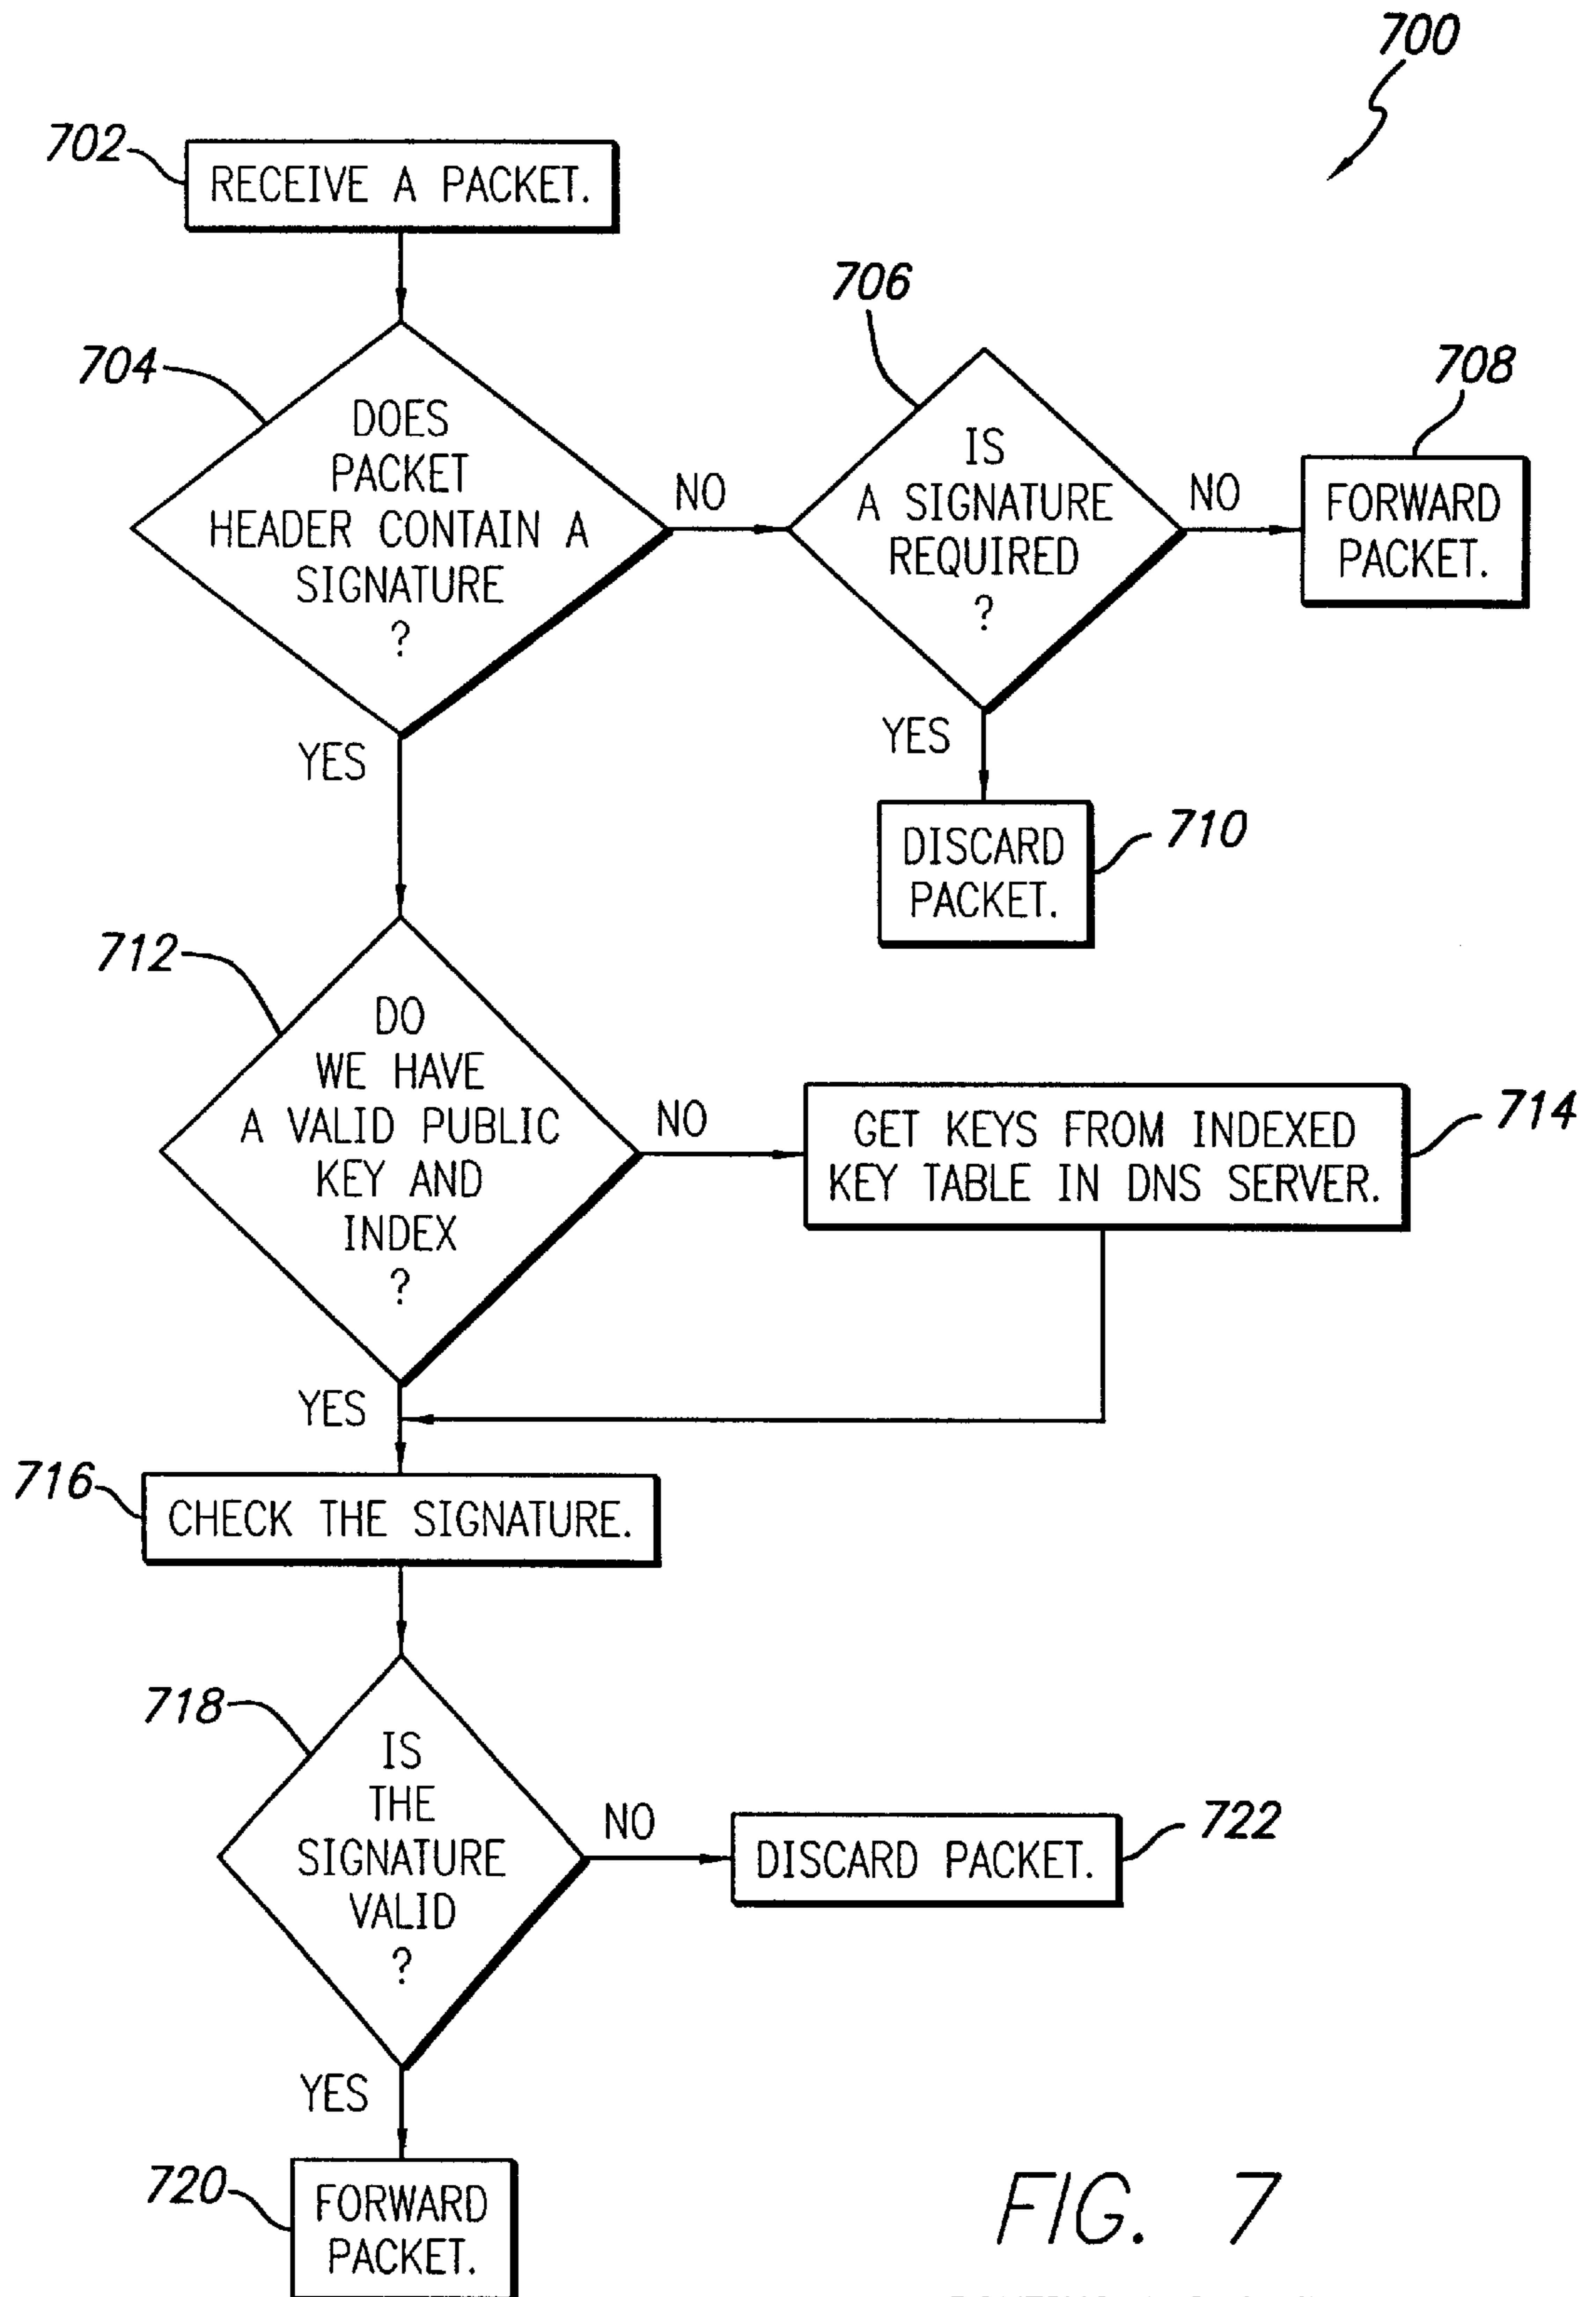 700
702
RECEIVE A PACKET.
704
DOES
PACKET
HEADER CONTAIN A
SIGNATURE
?
NO
706
IS
A SIGNATURE
REQUIRED
?
NO
708
FORWARD
PACKET.
YES
DISCARD
PACKET.
710
YES
712
DO
WE HAVE
A VALID PUBLIC
KEY AND
INDEX
?
NO
GET KEYS FROM INDEXED
KEY TABLE IN DNS SERVER.
714
YES
716
CHECK THE SIGNATURE.
718
IS
THE
SIGNATURE
VALID
?
NO
DISCARD PACKET.
722
YES
720
FORWARD
PACKET.
FIG. 7